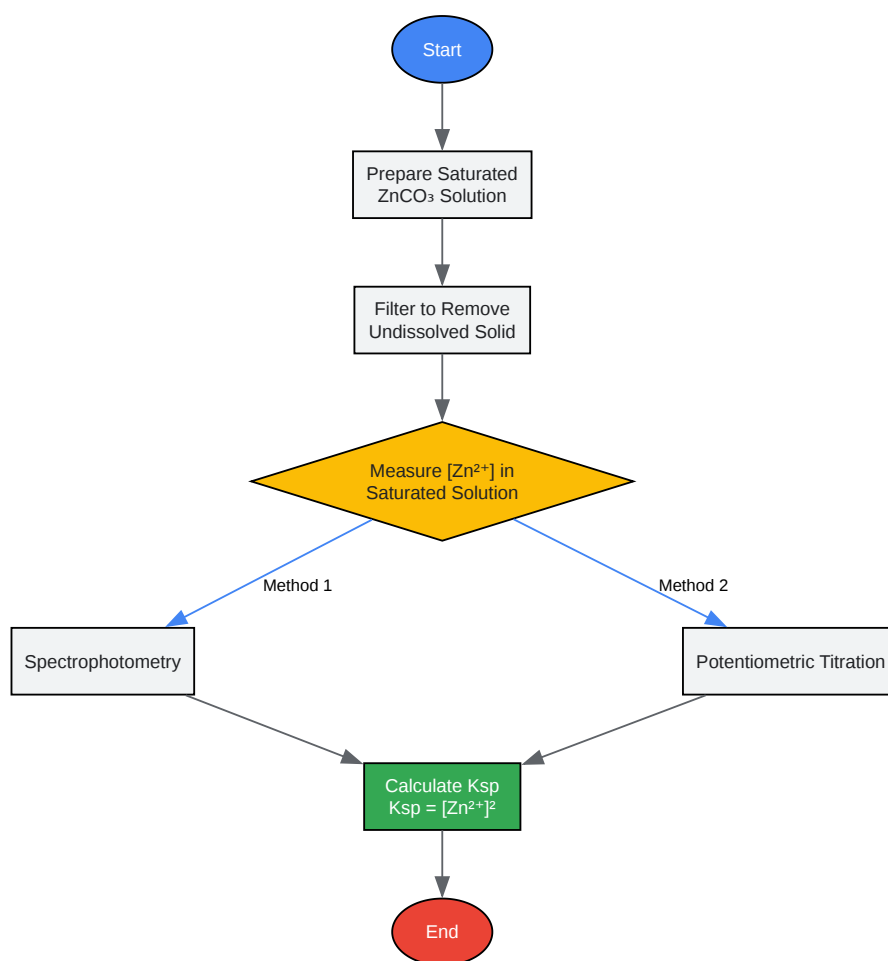 Start
Prepare Saturated
ZnCO₃ Solution
Filter to Remove
Undissolved Solid
Measure [Zn²⁺] in
Saturated Solution
Method 1
Method 2
Spectrophotometry
Potentiometric Titration
Calculate Ksp
Ksp = [Zn²⁺]²
End